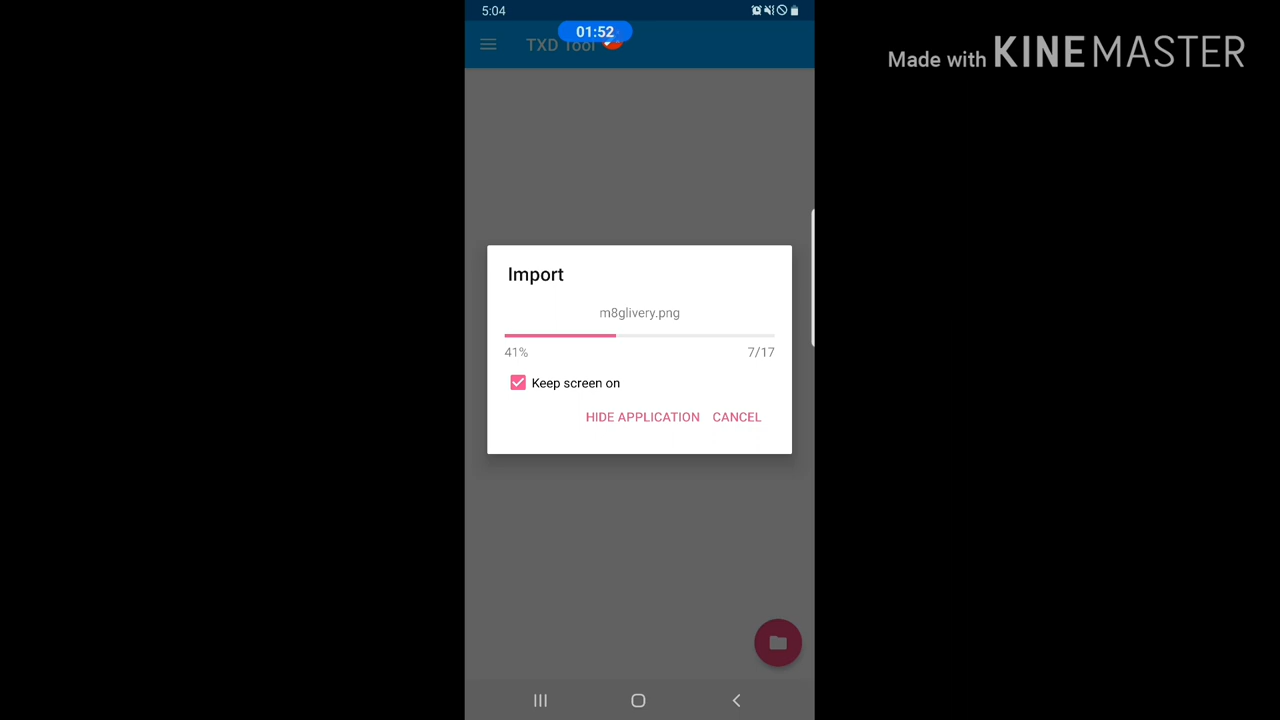 5:04
01:52
TXD Tool
Made with KINEMASTER
Import
m8glivery.png
41% 7/17
Keep screen on
HIDE APPLICATION CANCEL